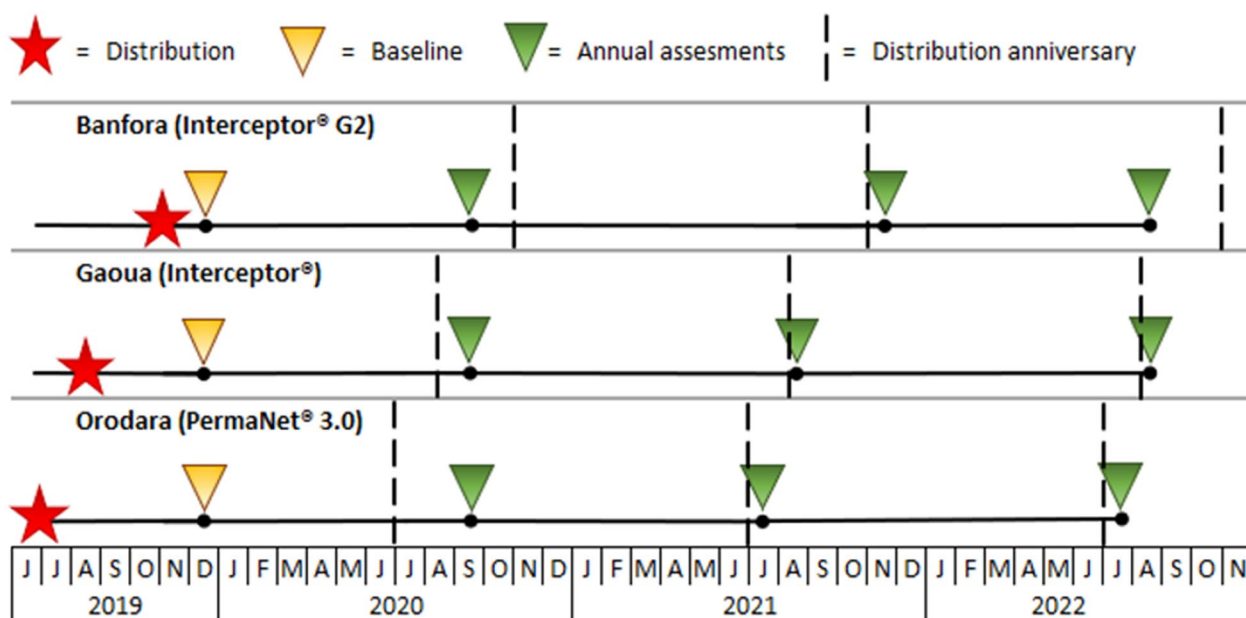 = Distribution = Baseline = Annual assesments = Distribution anniversary
Banfora (Interceptor® G2)
Gaoua (Interceptor®)
Orodara (PermaNet® 3.0)
J J A S O N D J F M A M J J A S O N D J F M A M J J A S O N D J F M A M J J A S O N
2019 2020 2021 2022